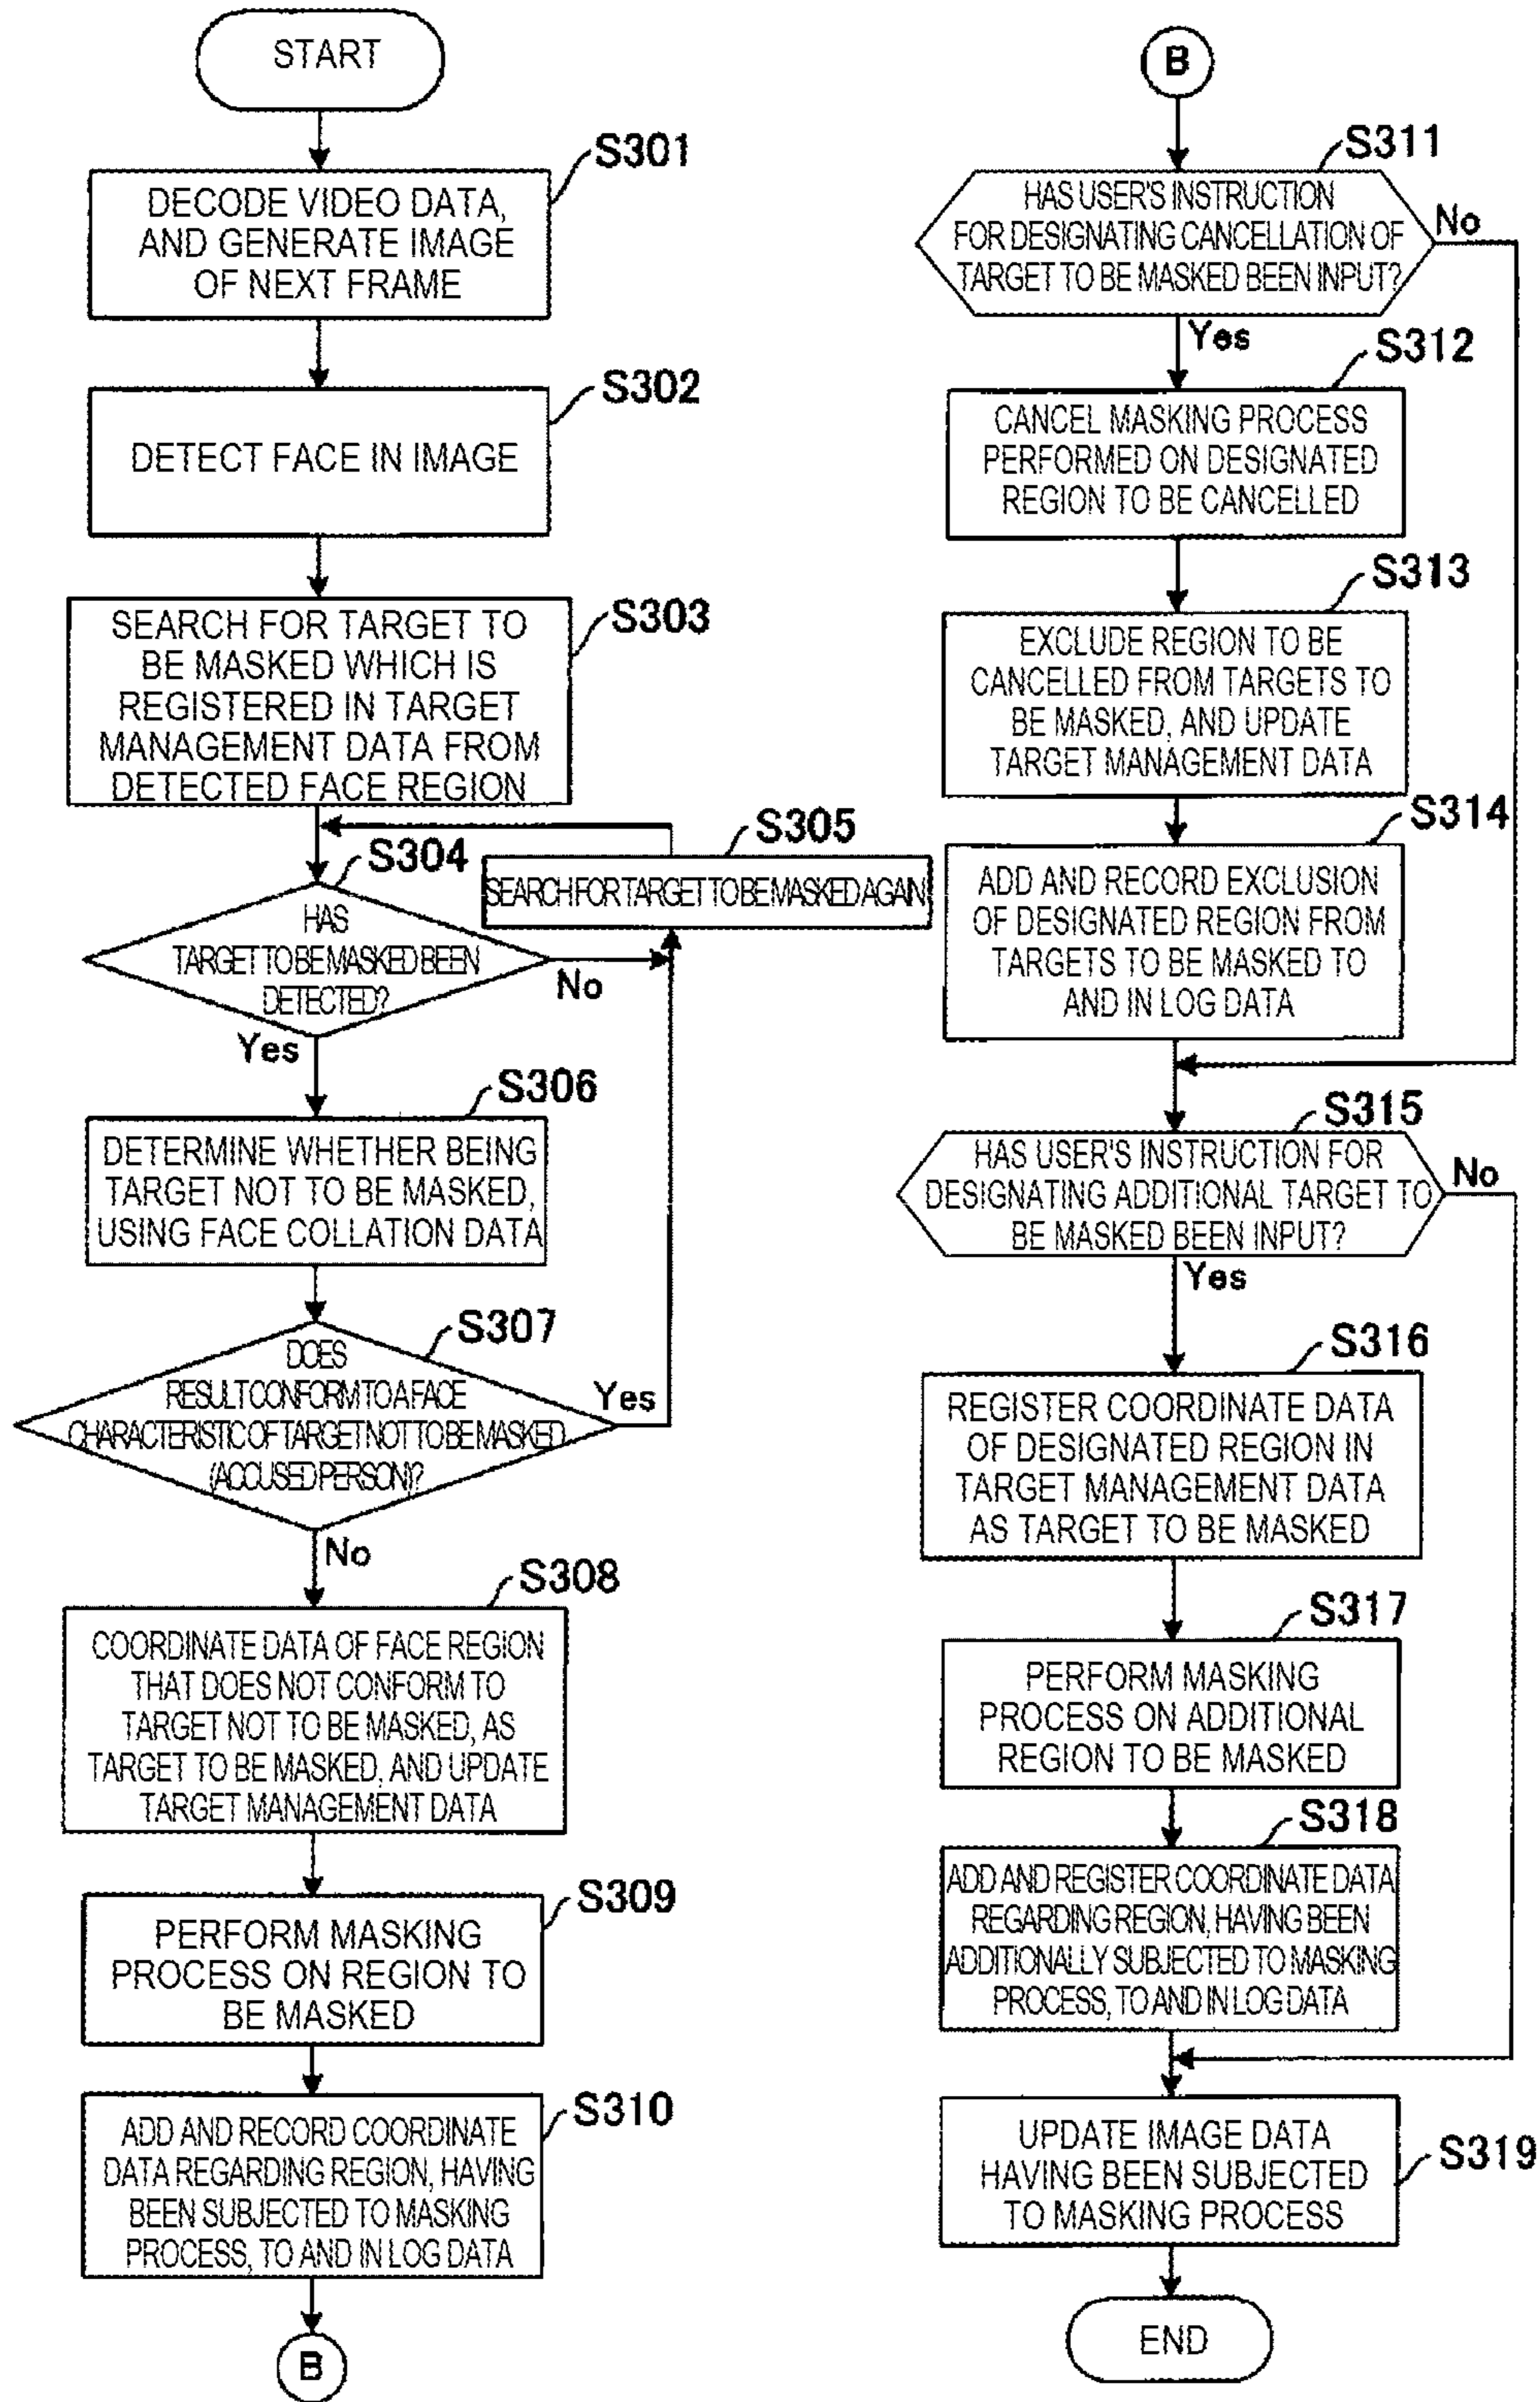 START
S301
DECODE VIDEO DATA,
AND GENERATE IMAGE
OF NEXT FRAME
S302
DETECT FACE IN IMAGE
S303
SEARCH FOR TARGET TO
BE MASKED WHICH IS
REGISTERED IN TARGET
MANAGEMENT DATA FROM
DETECTED FACE REGION
S304
HAS
TARGET TO BE MASKED BEEN
DETECTED?
No
Yes
S305
SEARCH FOR TARGET TO BE MASKED AGAIN
S306
DETERMINE WHETHER BEING
TARGET NOT TO BE MASKED,
USING FACE COLLATION DATA
S307
DOES
RESULT CONFORM TO A FACE
CHARACTERISTIC OF TARGET NOT TO BE MASKED
(ACCUSED PERSON)?
Yes
No
S308
COORDINATE DATA OF FACE REGION
THAT DOES NOT CONFORM TO
TARGET NOT TO BE MASKED, AS
TARGET TO BE MASKED, AND UPDATE
TARGET MANAGEMENT DATA
S309
PERFORM MASKING
PROCESS ON REGION TO
BE MASKED
S310
ADD AND RECORD COORDINATE
DATA REGARDING REGION, HAVING
BEEN SUBJECTED TO MASKING
PROCESS, TO AND IN LOG DATA
B
B
S311
HAS USER'S INSTRUCTION
FOR DESIGNATING CANCELLATION OF
TARGET TO BE MASKED BEEN INPUT?
No
Yes
S312
CANCEL MASKING PROCESS
PERFORMED ON DESIGNATED
REGION TO BE CANCELLED
S313
EXCLUDE REGION TO BE
CANCELLED FROM TARGETS TO
BE MASKED, AND UPDATE
TARGET MANAGEMENT DATA
S314
ADD AND RECORD EXCLUSION
OF DESIGNATED REGION FROM
TARGETS TO BE MASKED TO
AND IN LOG DATA
S315
HAS USER'S INSTRUCTION FOR
DESIGNATING ADDITIONAL TARGET TO
BE MASKED BEEN INPUT?
No
Yes
S316
REGISTER COORDINATE DATA
OF DESIGNATED REGION IN
TARGET MANAGEMENT DATA
AS TARGET TO BE MASKED
S317
PERFORM MASKING
PROCESS ON ADDITIONAL
REGION TO BE MASKED
S318
ADD AND REGISTER COORDINATE DATA
REGARDING REGION, HAVING BEEN
ADDITIONALLY SUBJECTED TO MASKING
PROCESS, TO AND IN LOG DATA
S319
UPDATE IMAGE DATA
HAVING BEEN SUBJECTED
TO MASKING PROCESS
END